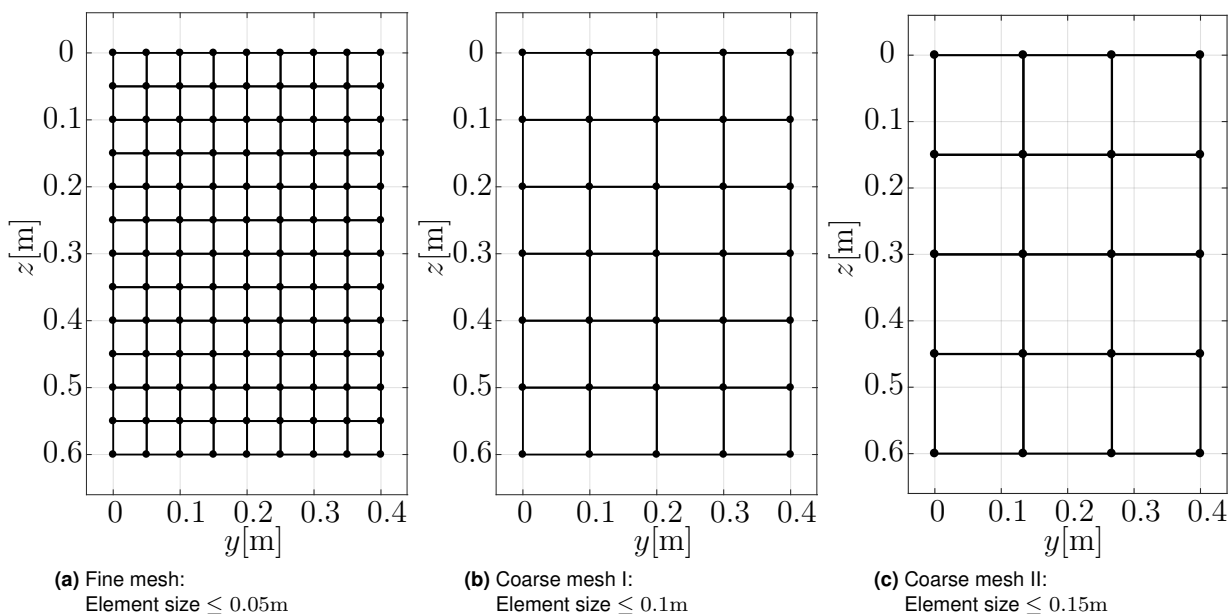 0
0.1
0.2
0.3
0.4
0.5
0.6
z[m]
0 0.1 0.2 0.3 0.4
y[m]
(a) Fine mesh:
Element size ≤ 0.05m
0
0.1
0.2
0.3
0.4
0.5
0.6
z[m]
0 0.1 0.2 0.3 0.4
y[m]
(b) Coarse mesh I:
Element size ≤ 0.1m
0
0.1
0.2
0.3
0.4
0.5
0.6
z[m]
0 0.1 0.2 0.3 0.4
y[m]
(c) Coarse mesh II:
Element size ≤ 0.15m